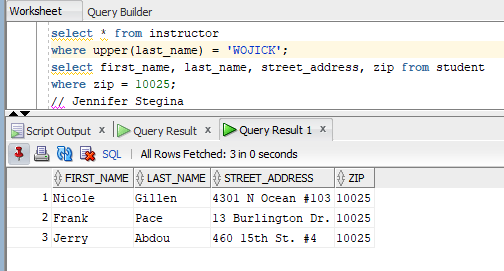 Worksheet Query Builder
select * from instructor
where upper(last_name) = 'WOJICK';
select first_name, last_name, street_address, zip from student
where zip = 10025;
// Jennifer Stegina
Script Output x Query Result x Query Result 1 x
SQL | All Rows Fetched: 3 in 0 seconds
FIRST_NAME LAST_NAME STREET_ADDRESS ZIP
1 Nicole Gillen 4301 N Ocean #103 10025
2 Frank Pace 13 Burlington Dr. 10025
3 Jerry Abdou 460 15th St. #4 10025